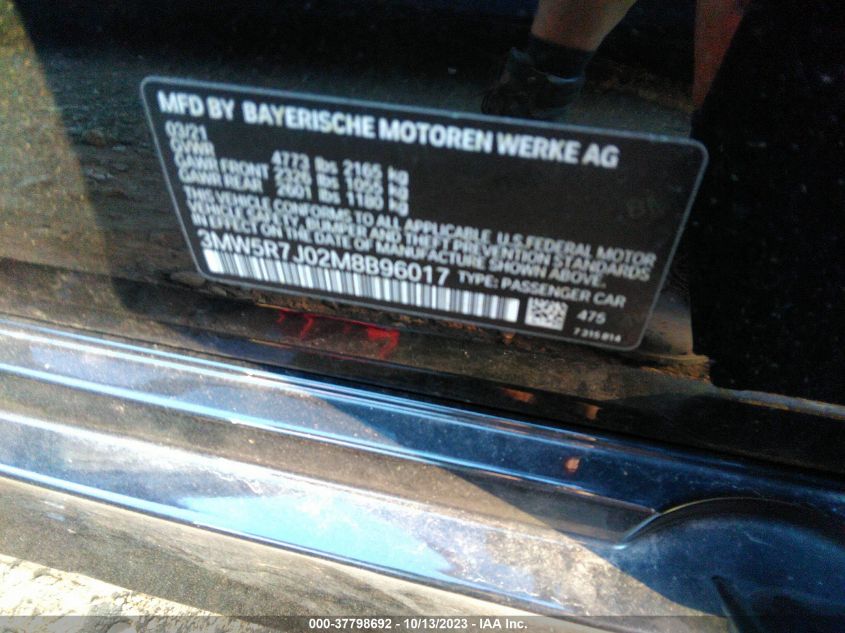 MFD BY BAYERISCHE MOTOREN WERKE AG
03/21
GVWR 4773 lbs 2165 kg
GAWR FRONT 2326 lbs 1055 kg
GAWR REAR 2601 lbs 1180 kg
THIS VEHICLE CONFORMS TO ALL APPLICABLE U.S. FEDERAL MOTOR
VEHICLE SAFETY, BUMPER, AND THEFT PREVENTION STANDARDS
IN EFFECT ON THE DATE OF MANUFACTURE SHOWN ABOVE.
3MW5R7J02M8B96017 TYPE: PASSENGER CAR
475
7 315 814
000-37798692 - 10/13/2023 - IAA Inc.